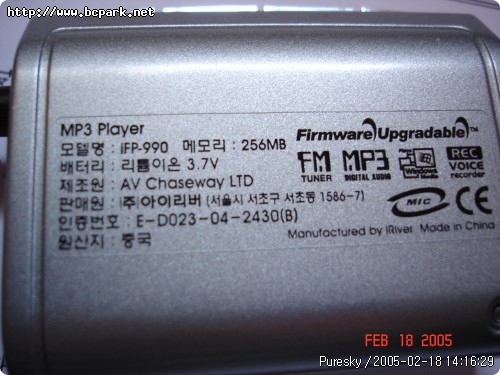 http://www.bcpark.net
MP3 Player
모델명 : iFP-990 메모리 : 256MB
배터리 : 리튬이온 3.7V
제조원 : AV Chaseway LTD
판매원 : (주)아이리버 (서울시 서초구 서초동 1586-7)
인증번호 : E-D023-04-2430(B)
원산지 : 중국
Firmware Upgradable™
FM TUNER
MP3 DIGITAL AUDIO
Windows Media
REC VOICE recorder
MIC
CE
Manufactured by iRiver Made in China
FEB 18 2005
Puresky / 2005-02-18 14:16:29